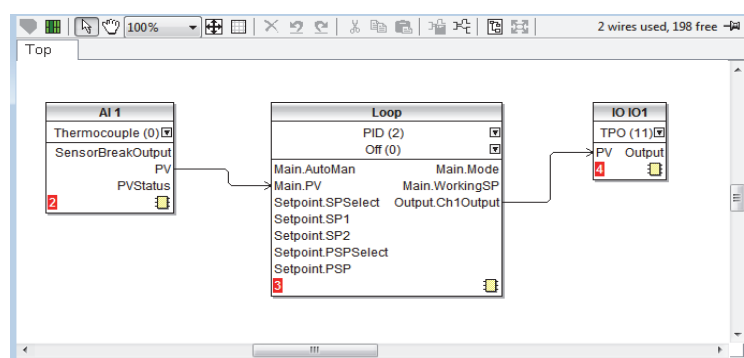 100%
2 wires used, 198 free
Top
AI 1
Thermocouple (0)
SensorBreakOutput
PV
PVStatus
2
Loop
PID (2)
Off (0)
Main.AutoMan Main.Mode
Main.PV Main.WorkingSP
Setpoint.SPSelect Output.Ch1Output
Setpoint.SP1
Setpoint.SP2
Setpoint.PSPSelect
Setpoint.PSP
3
IO IO1
TPO (11)
PV Output
4